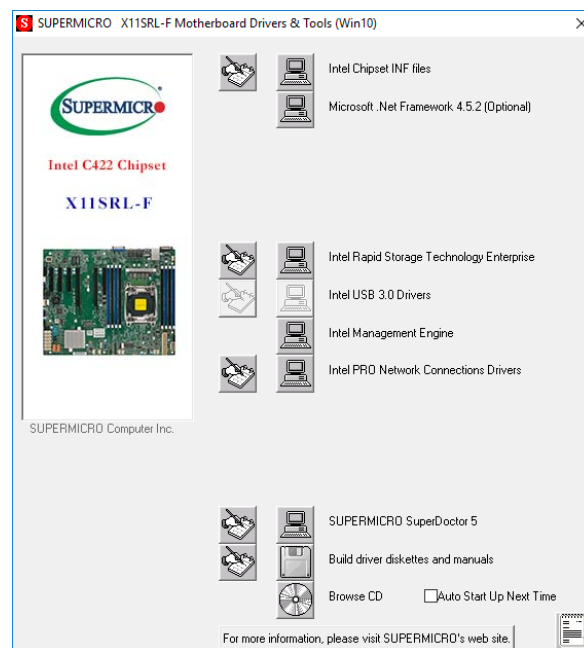 S SUPERMICRO X11SRL-F Motherboard Drivers & Tools (Win10)
SUPERMICR
Intel C422 Chipset
X11SRL-F
SUPERMICRO Computer Inc.
Intel Chipset INF files
Microsoft .Net Framework 4.5.2 (Optional)
Intel Rapid Storage Technology Enterprise
Intel USB 3.0 Drivers
Intel Management Engine
Intel PRO Network Connections Drivers
SUPERMICRO SuperDoctor 5
Build driver diskettes and manuals
Browse CD Auto Start Up Next Time
For more information, please visit SUPERMICRO's web site.